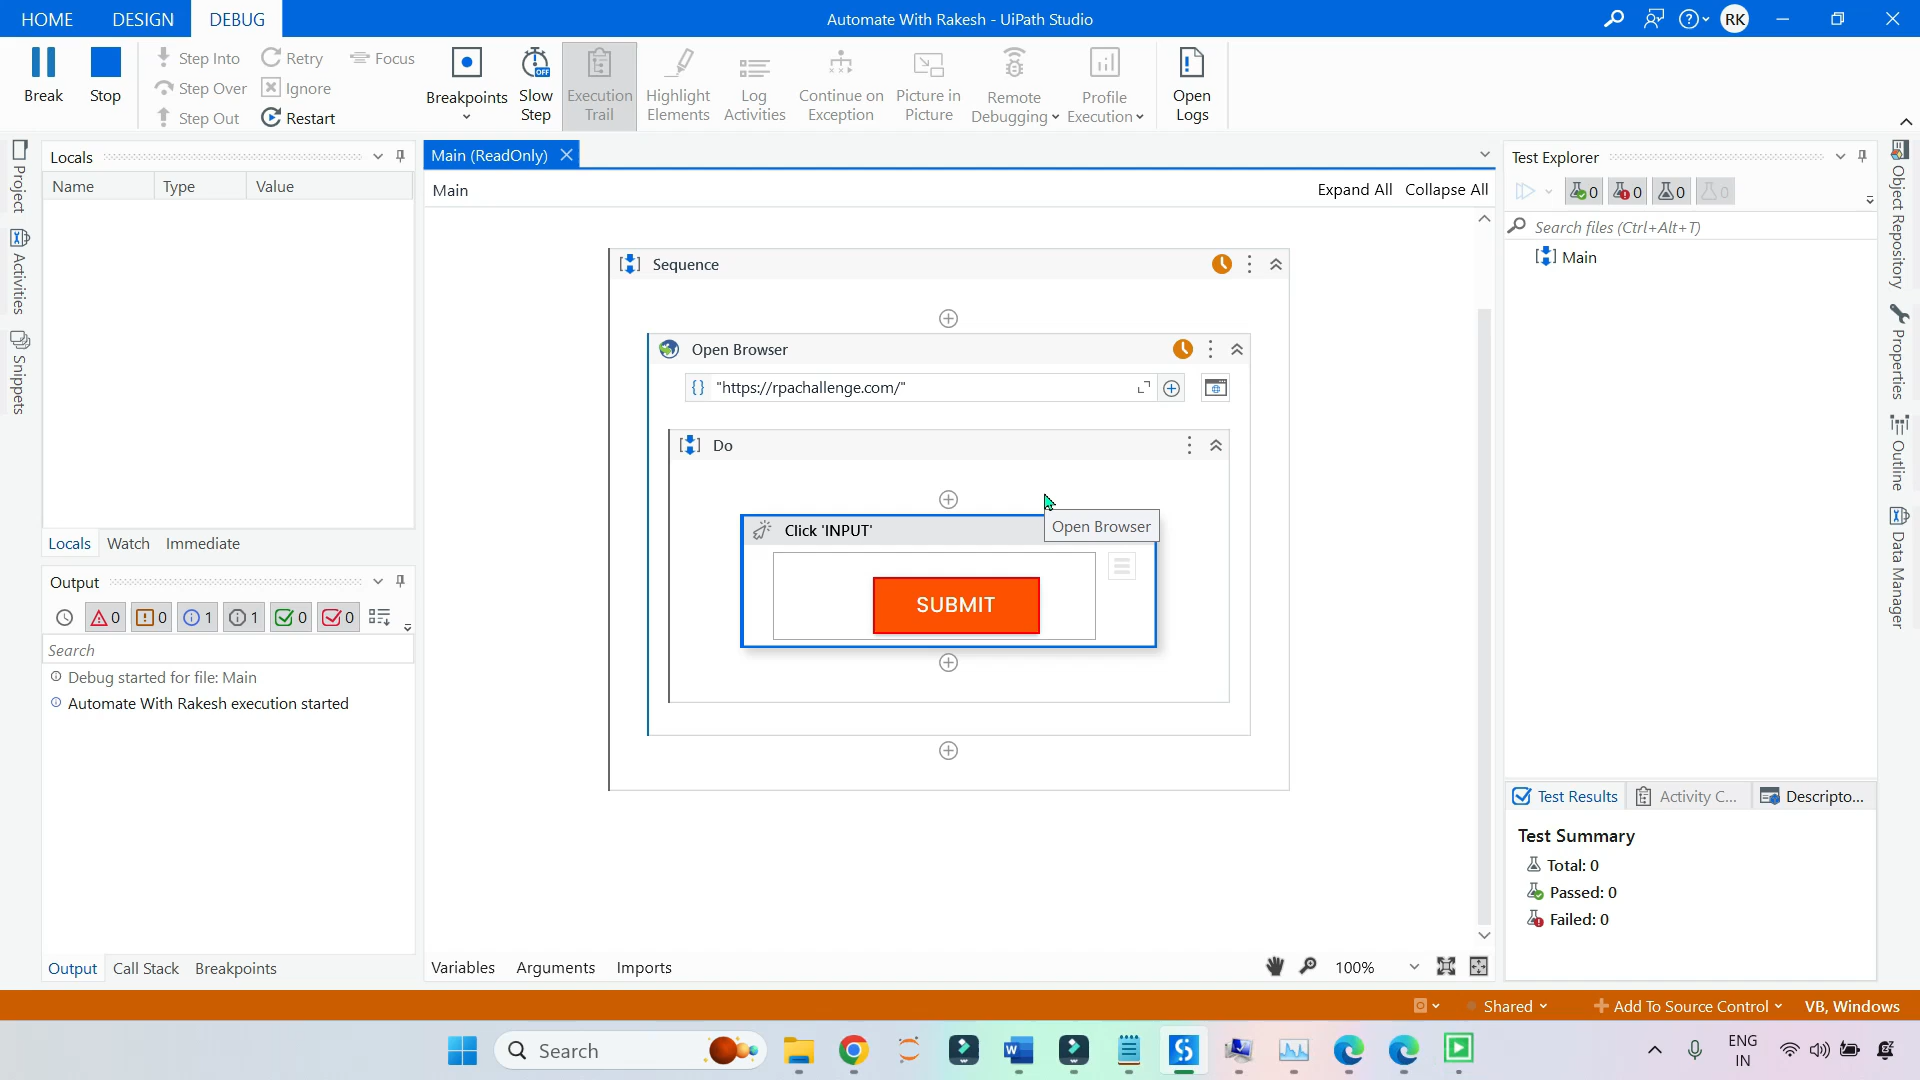 HOME DESIGN DEBUG
Automate With Rakesh - UiPath Studio
RK
Break
Stop
Step Into
Step Over
Step Out
Retry
Ignore
Restart
Focus
Breakpoints
Slow
Step
OFF
Execution
Trail
Highlight
Elements
Log
Activities
Continue on
Exception
Picture in
Picture
Remote
Debugging
Profile
Execution
Open
Logs
Project
Activities
Snippets
Locals
Name Type Value
Locals Watch Immediate
Output
0 0 1 1 0 0
Search
Debug started for file: Main
Automate With Rakesh execution started
Output Call Stack Breakpoints
Main (ReadOnly)
Main
Expand All Collapse All
Sequence
Open Browser
"https://rpachallenge.com/"
Do
Click 'INPUT'
Open Browser
SUBMIT
Variables Arguments Imports
100%
Test Explorer
0 0 0 0
Search files (Ctrl+Alt+T)
Main
Test Results Activity C... Descripto...
Test Summary
Total: 0
Passed: 0
Failed: 0
Object Repository
Properties
Outline
Data Manager
Shared Add To Source Control VB, Windows
Search
ENG
IN